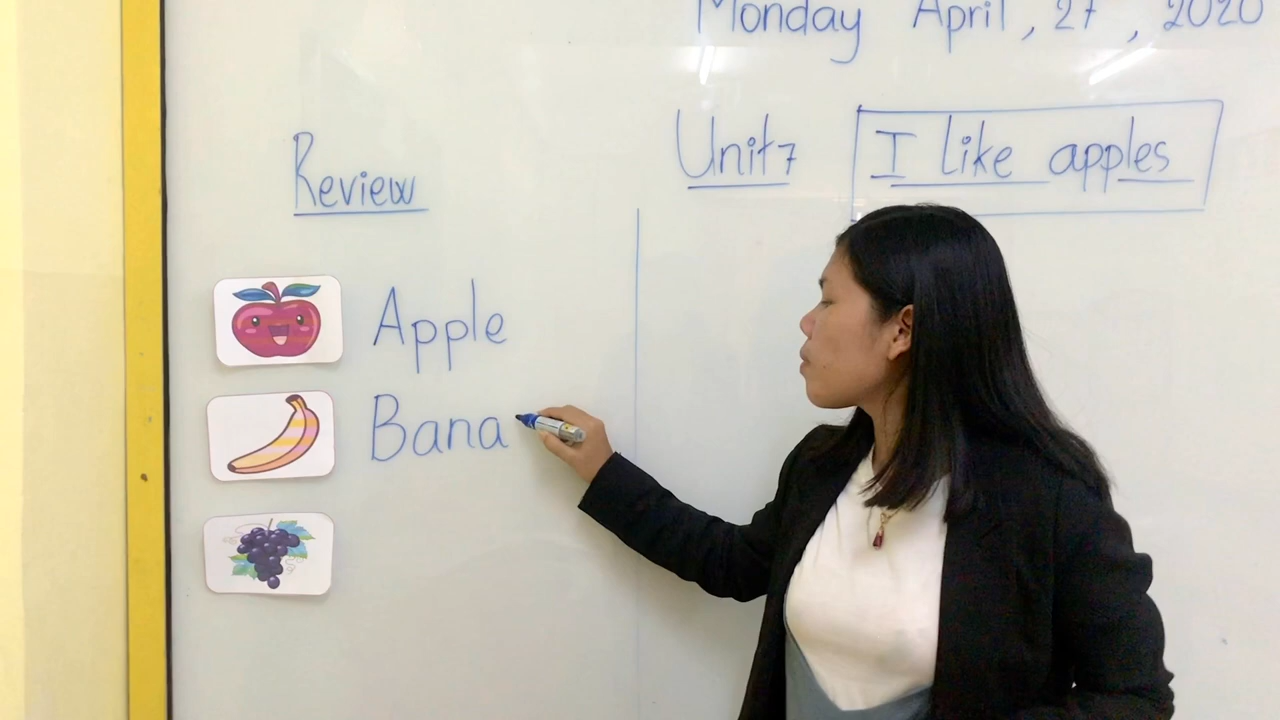 Monday April, 27, 2020
Unit 7 I like apples
Review
Apple
Bana